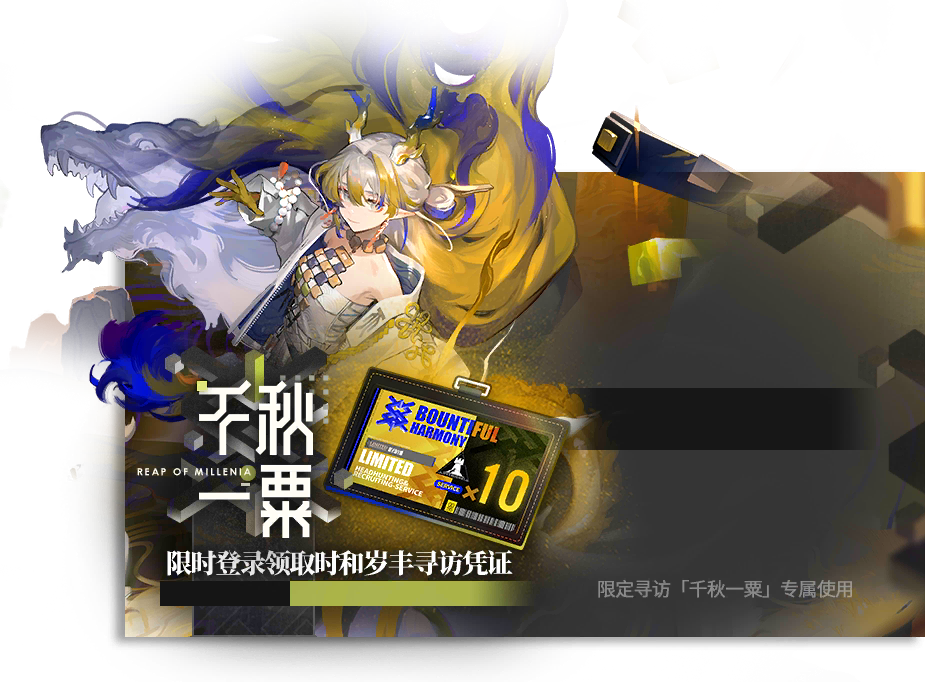 千秋
一粟
REAP OF MILLENIA
BOUNTIFUL
HARMONY
LIMITED
HEADHUNTING&
RECRUITING-SERVICE
SERVICE
×10
限时登录领取时和岁丰寻访凭证
限定寻访「千秋一粟」专属使用